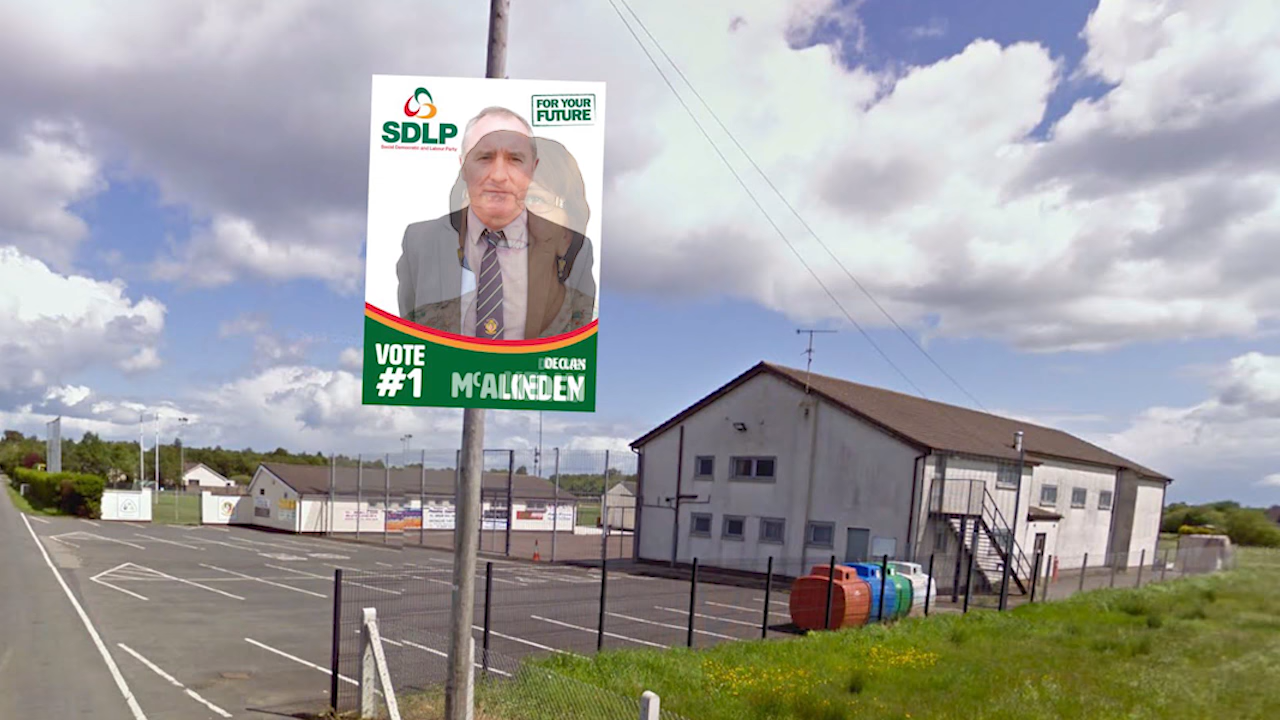 SDLP
Social Democratic and Labour Party
FOR YOUR
FUTURE
VOTE
#1
DECLAN
McALINDEN